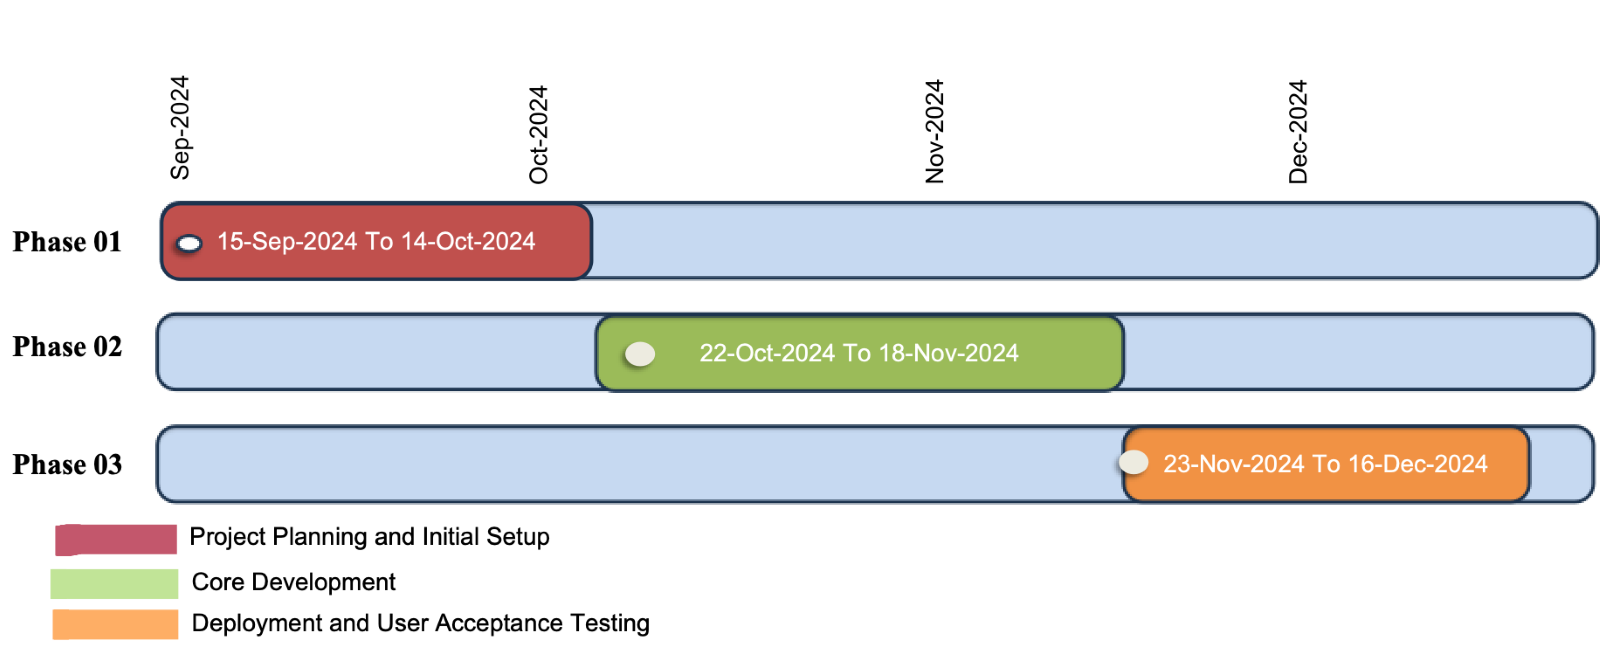 Sep-2024
Oct-2024
Nov-2024
Dec-2024
Phase 01
15-Sep-2024 To 14-Oct-2024
Phase 02
22-Oct-2024 To 18-Nov-2024
Phase 03
23-Nov-2024 To 16-Dec-2024
Project Planning and Initial Setup
Core Development
Deployment and User Acceptance Testing